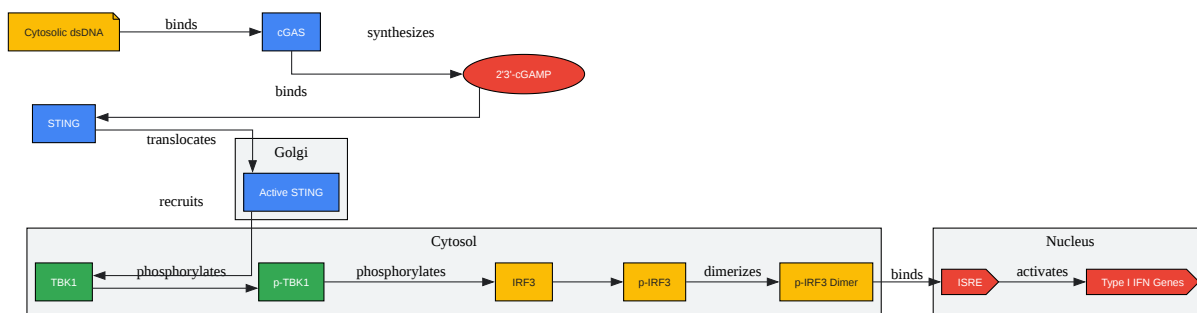 Cytosolic dsDNA
binds
cGAS
synthesizes
2'3'-cGAMP
binds
STING
translocates
Golgi
Active STING
recruits
Cytosol
Nucleus
TBK1
phosphorylates
p-TBK1
phosphorylates
IRF3
p-IRF3
dimerizes
p-IRF3 Dimer
binds
ISRE
activates
Type I IFN Genes